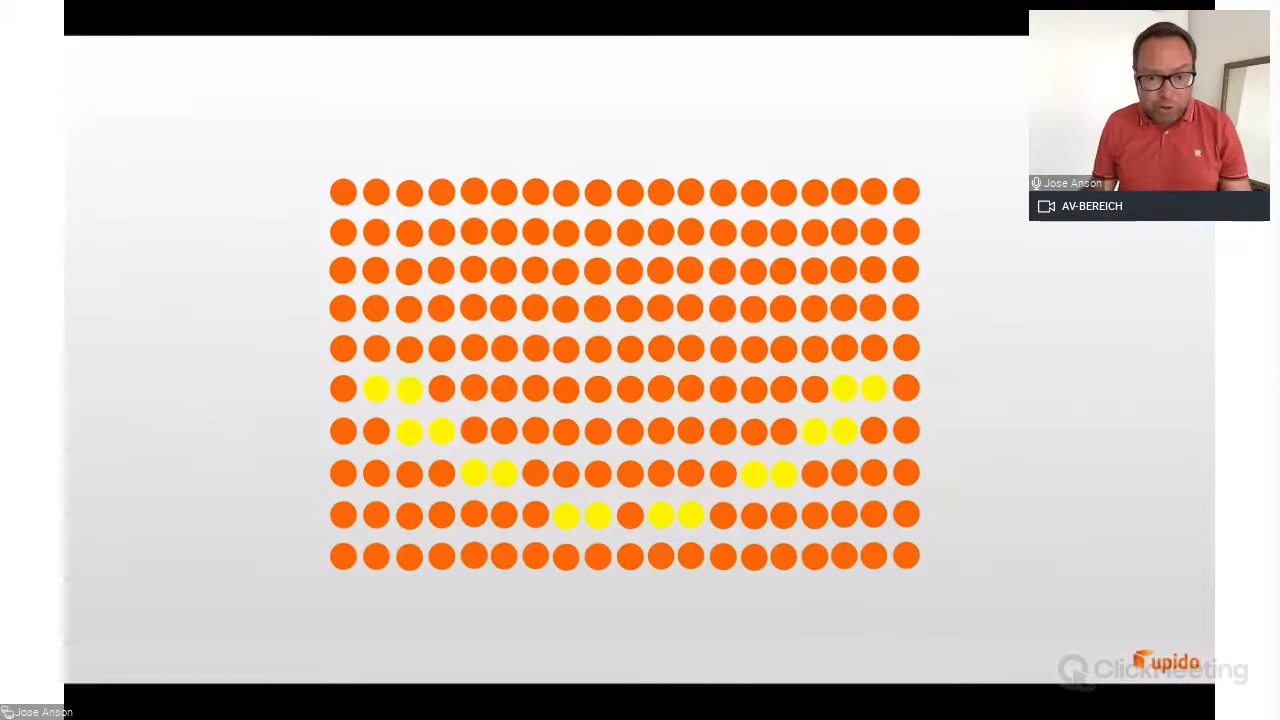 Jose Anson
AV-BEREICH
upido
ClickMeeting
Jose Anson